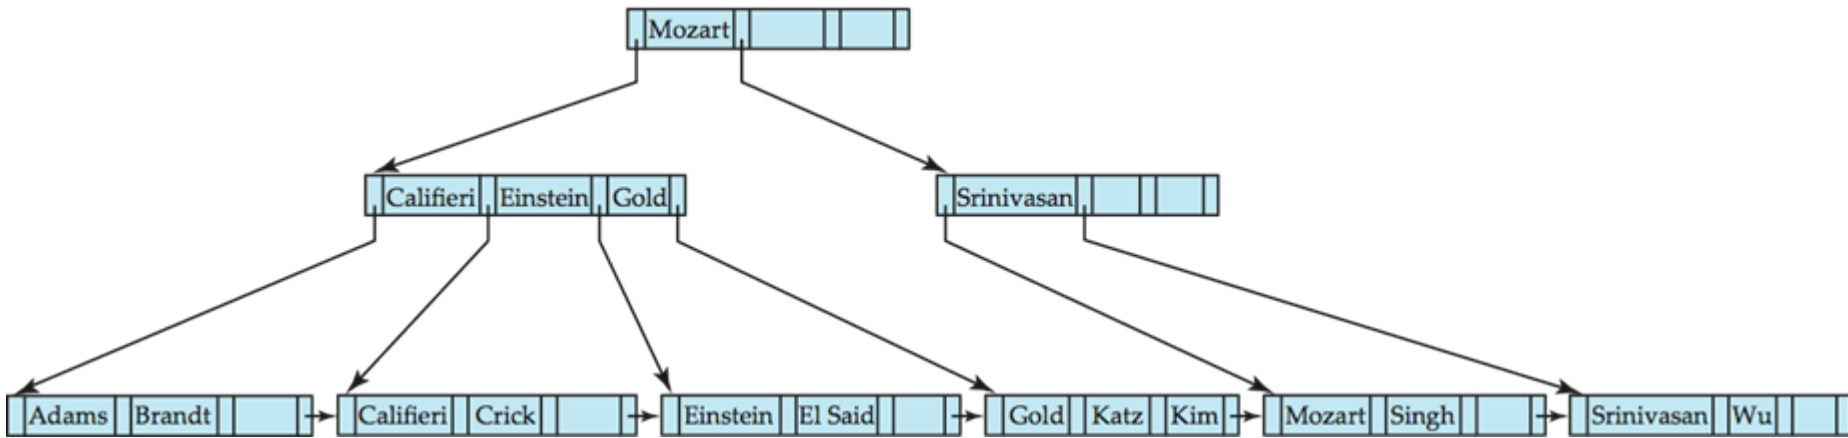 Mozart
Califieri Einstein Gold Srinivasan
Adams Brandt Califieri Crick Einstein El Said Gold Katz Kim Mozart Singh Srinivasan Wu